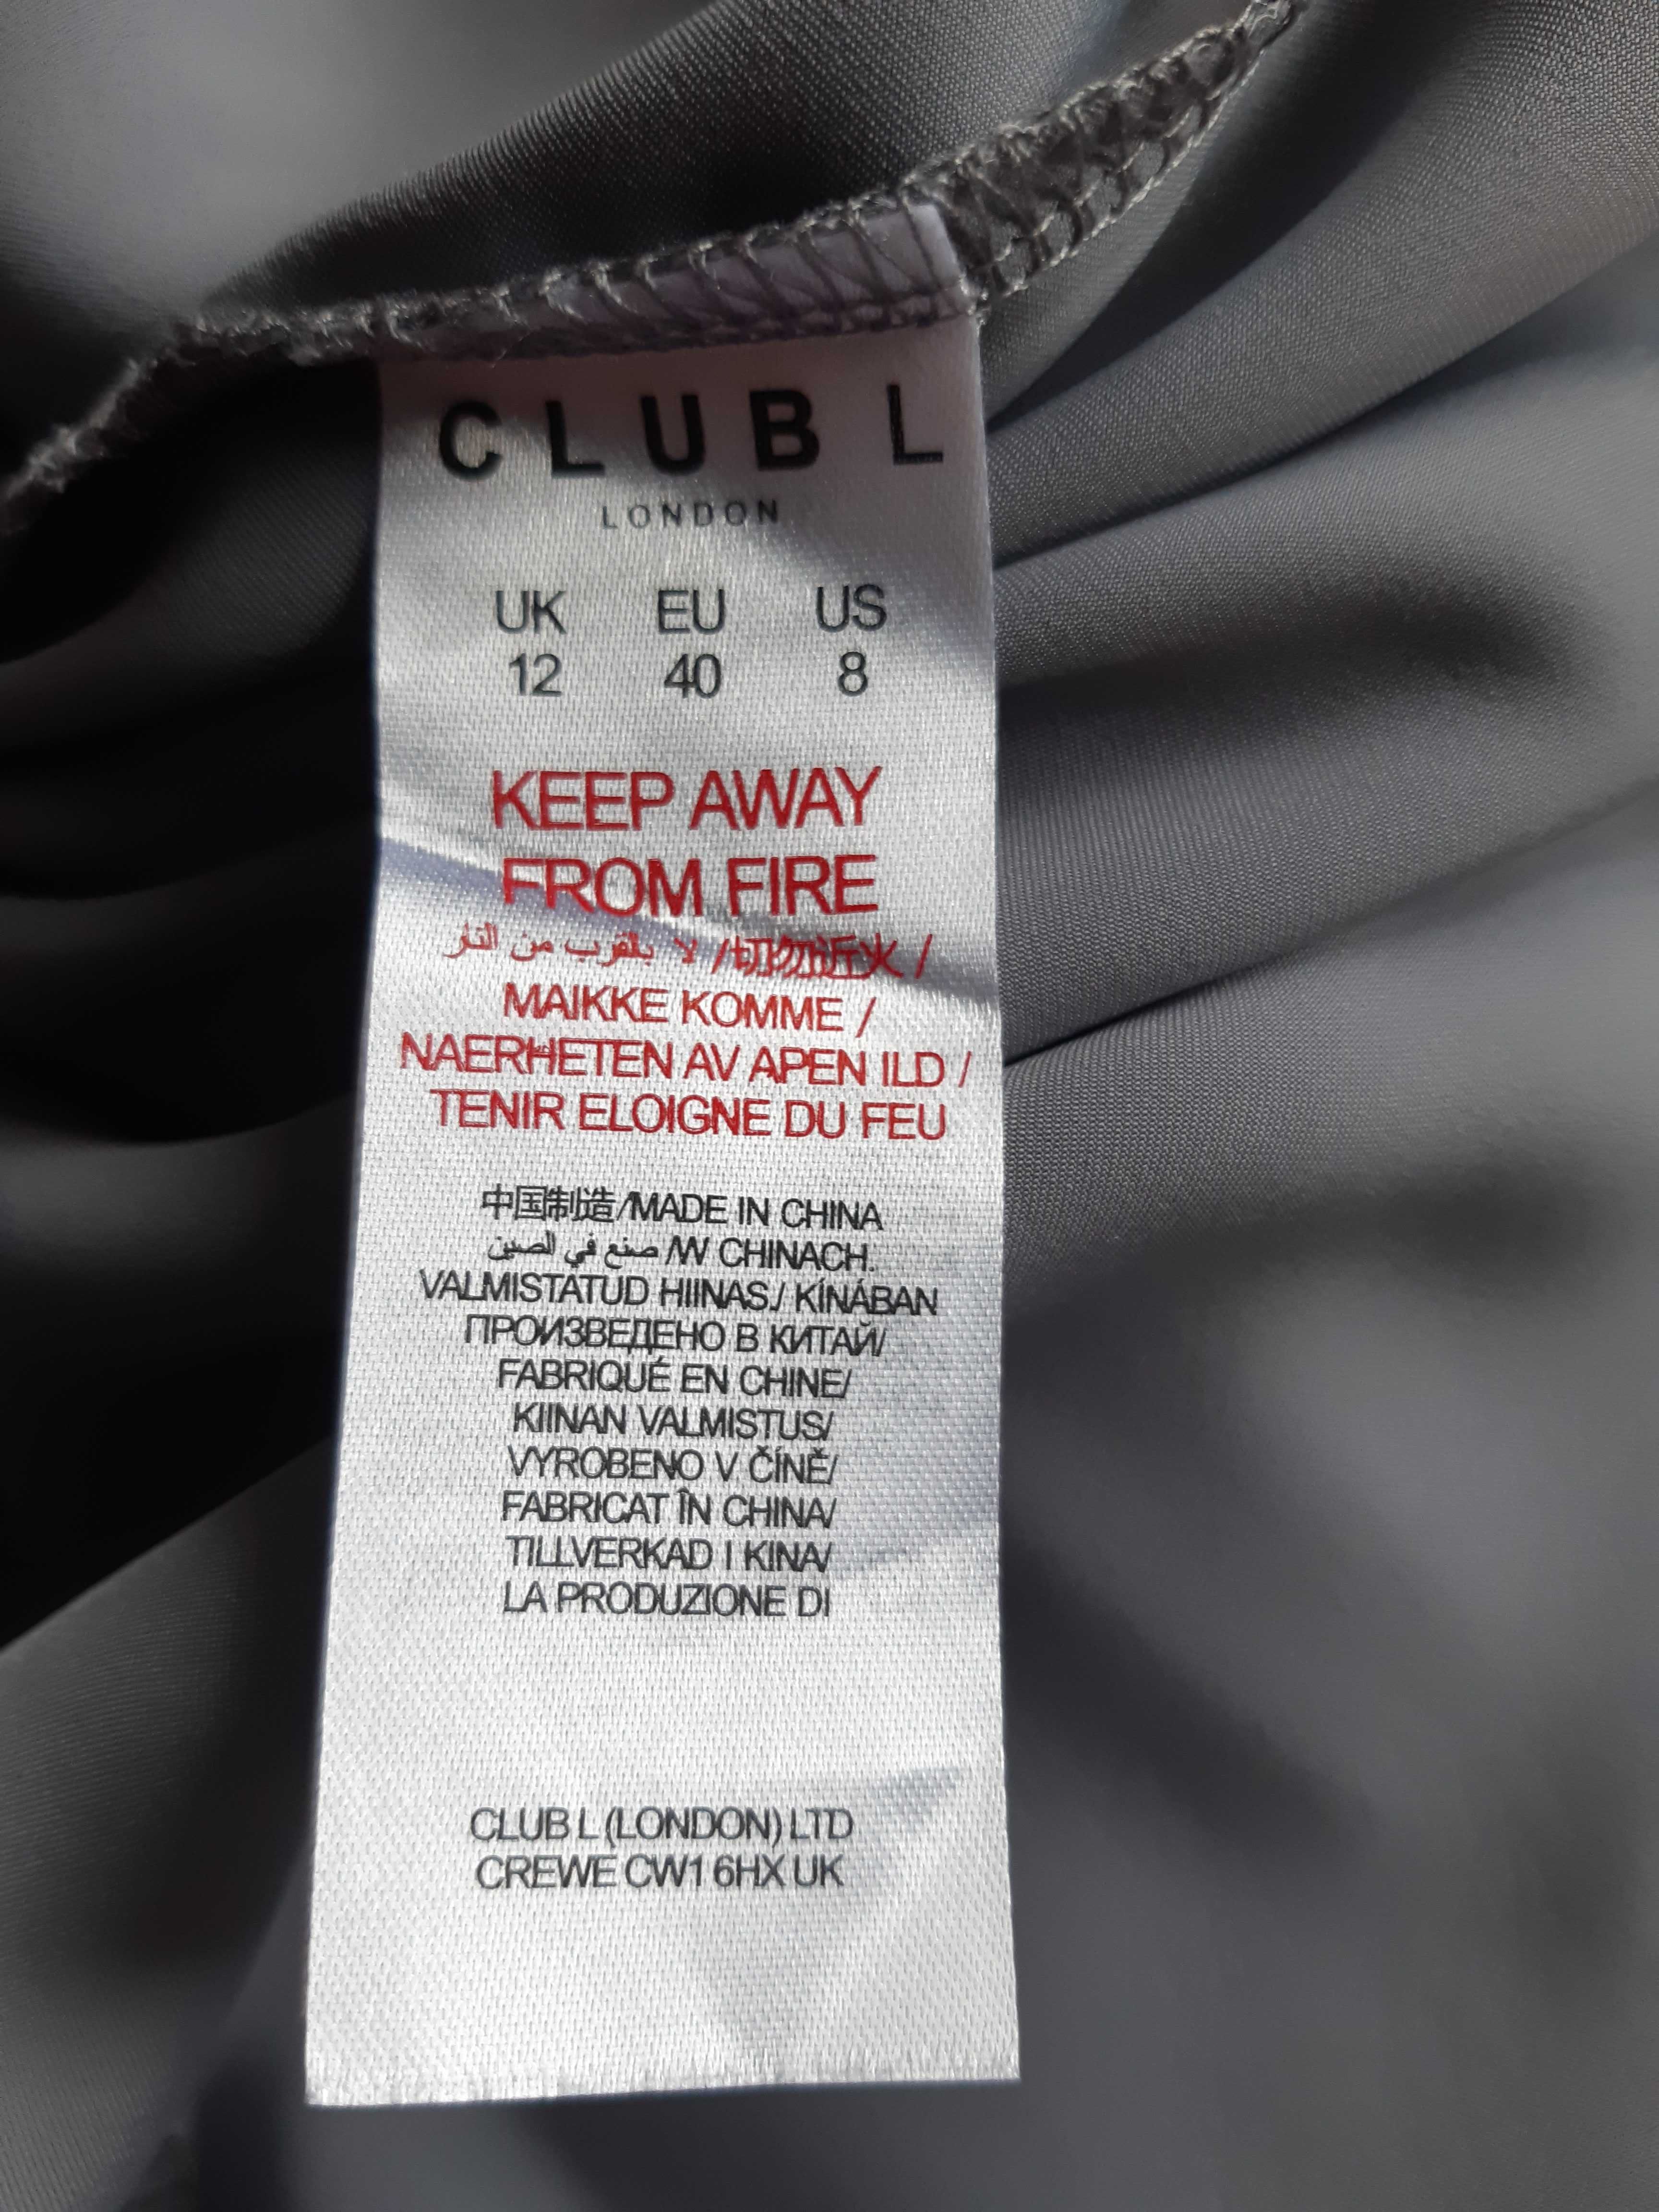 CLUB L
LONDON
UK EU US
12 40 8
KEEP AWAY
FROM FIRE
لا بالقرب من النار /切勿近火 /
MAIKKE KOMME /
NAERHETEN AV APEN ILD /
TENIR ELOIGNE DU FEU
中国制造/MADE IN CHINA
صنع في الصين /W CHINACH.
VALMISTATUD HIINAS./ KÍNÁBAN
ПРОИЗВЕДЕНО В КИТАЙ/
FABRIQUÉ EN CHINE/
KIINAN VALMISTUS/
VYROBENO V ČÍNĚ/
FABRICAT ÎN CHINA/
TILLVERKAD I KINA/
LA PRODUZIONE DI
CLUB L (LONDON) LTD
CREWE CW1 6HX UK